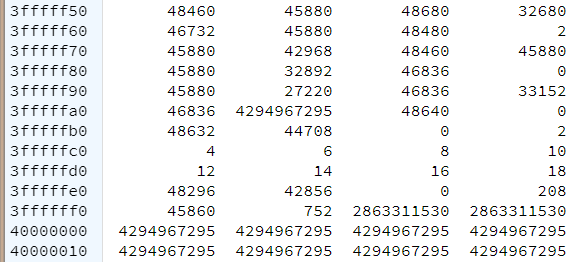 3fffff50 48460 45880 48680 32680
3fffff60 46732 45880 48480 2
3fffff70 45880 42968 48460 45880
3fffff80 45880 32892 46836 0
3fffff90 45880 27220 46836 33152
3fffffa0 46836 4294967295 48640 0
3fffffb0 48632 44708 0 2
3fffffc0 4 6 8 10
3fffffd0 12 14 16 18
3fffffe0 48296 42856 0 208
3ffffff0 45860 752 2863311530 2863311530
40000000 4294967295 4294967295 4294967295 4294967295
40000010 4294967295 4294967295 4294967295 4294967295